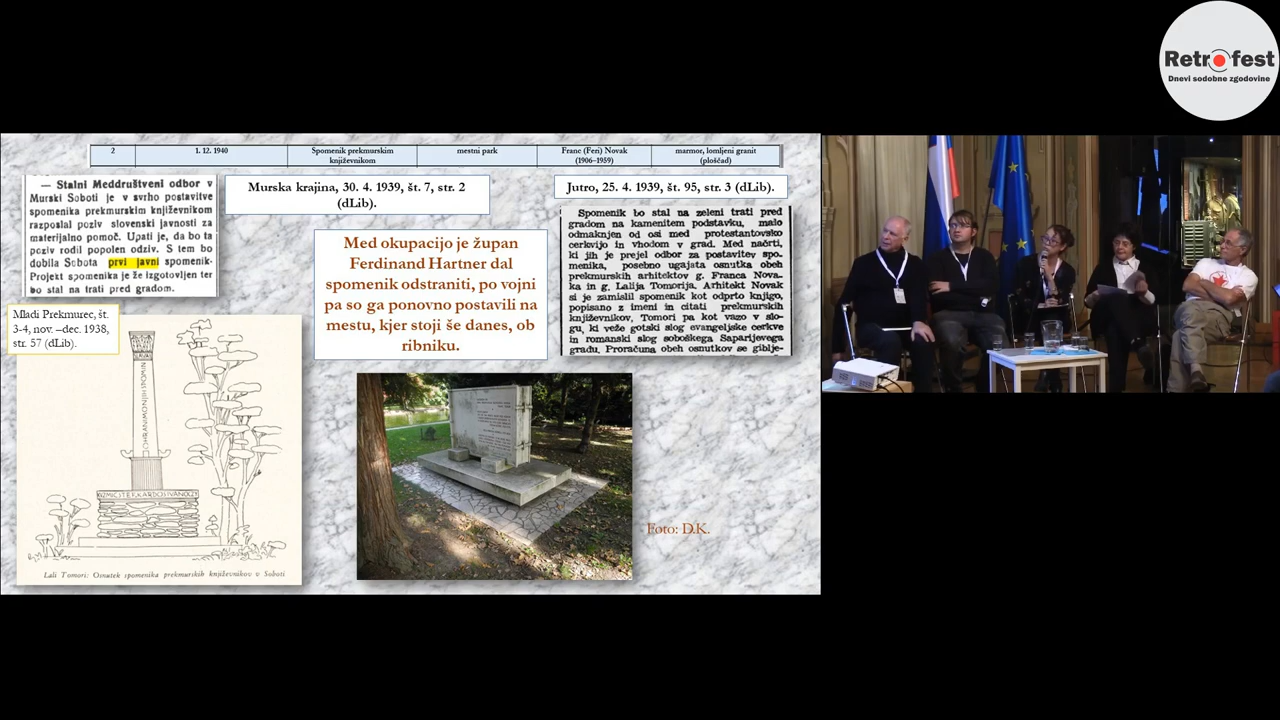 Retrofest
Dnevi sodobne zgodovine
2 1. 12. 1940 Spomenik prekmurskim književnikom mestni park Franc (Feri) Novak (1906–1959) marmor, lomljeni granit (ploščad)
— Stalni Meddruštveni odbor v
Murski Soboti je v svrho postavitve
spomenika prekmurskim književnikom
razposlal poziv slovenski javnosti za
materijalno pomoč. Upati je, da bo ta
poziv rodil popolen odziv. S tem bo
dobila Sobota prvi javni spomenik.
Projekt spomenika je že izgotovljen ter
bo stal na trati pred gradom.
Murska krajina, 30. 4. 1939, št. 7, str. 2
(dLib).
Jutro, 25. 4. 1939, št. 95, str. 3 (dLib).
Spomenik bo stal na zeleni trati pred
gradom na kamenitem podstavku, malo
odmaknjen od osi med protestantovsko
cerkvijo in vhodom v grad. Med načrti,
ki jih je prejel odbor za postavitev spo-
menika, posebno ugajata osnutka obeh
prekmurskih arhitektov g. Franca Nova-
ka in g. Lalija Tomorija. Arhitekt Novak
si je zamislil spomenik kot odprto knjigo,
popisano z imeni in citati prekmurskih
književnikov, Tomori pa kot vazo v slo-
gu, ki veže gotski slog evangeljske cerkve
in romanski slog soboškega Saparijevega
gradu. Proračuna obeh osnutkov se giblje-
Med okupacijo je župan
Ferdinand Hartner dal
spomenik odstraniti, po vojni
pa so ga ponovno postavili na
mestu, kjer stoji še danes, ob
ribniku.
Mladi Prekmurec, št.
3-4, nov. –dec. 1938,
str. 57 (dLib).
Lali Tomori: Osnutek spomenika prekmurskih književnikov v Soboti
Foto: D.K.